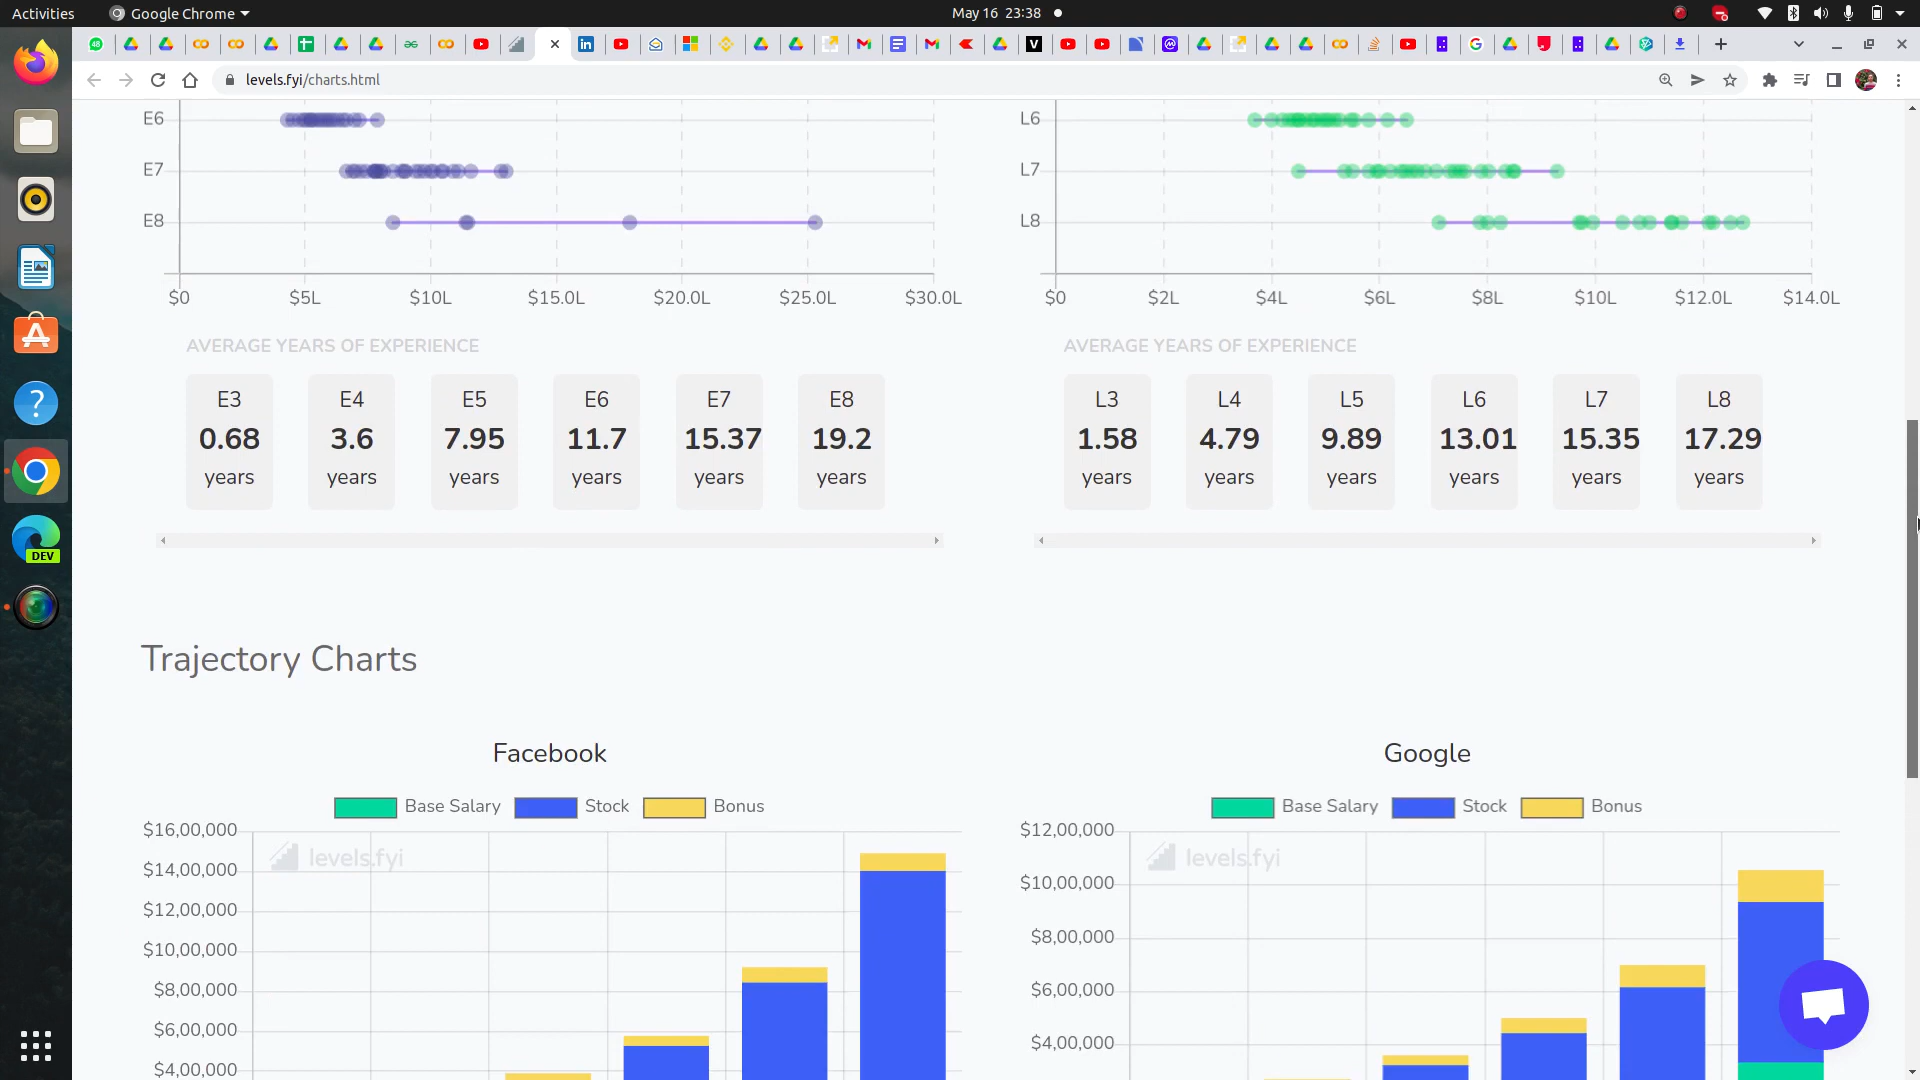 Activities
Google Chrome
May 16 23:38
48
V
levels.fyi/charts.html
E6
E7
E8
$0 $5L $10L $15.0L $20.0L $25.0L $30.0L
L6
L7
L8
$0 $2L $4L $6L $8L $10L $12.0L $14.0L
AVERAGE YEARS OF EXPERIENCE
E3 E4 E5 E6 E7 E8
0.68 3.6 7.95 11.7 15.37 19.2
years years years years years years
AVERAGE YEARS OF EXPERIENCE
L3 L4 L5 L6 L7 L8
1.58 4.79 9.89 13.01 15.35 17.29
years years years years years years
DEV
Trajectory Charts
Facebook
Base Salary Stock Bonus
levels.fyi
$16,00,000
$14,00,000
$12,00,000
$10,00,000
$8,00,000
$6,00,000
$4,00,000
Google
Base Salary Stock Bonus
levels.fyi
$12,00,000
$10,00,000
$8,00,000
$6,00,000
$4,00,000